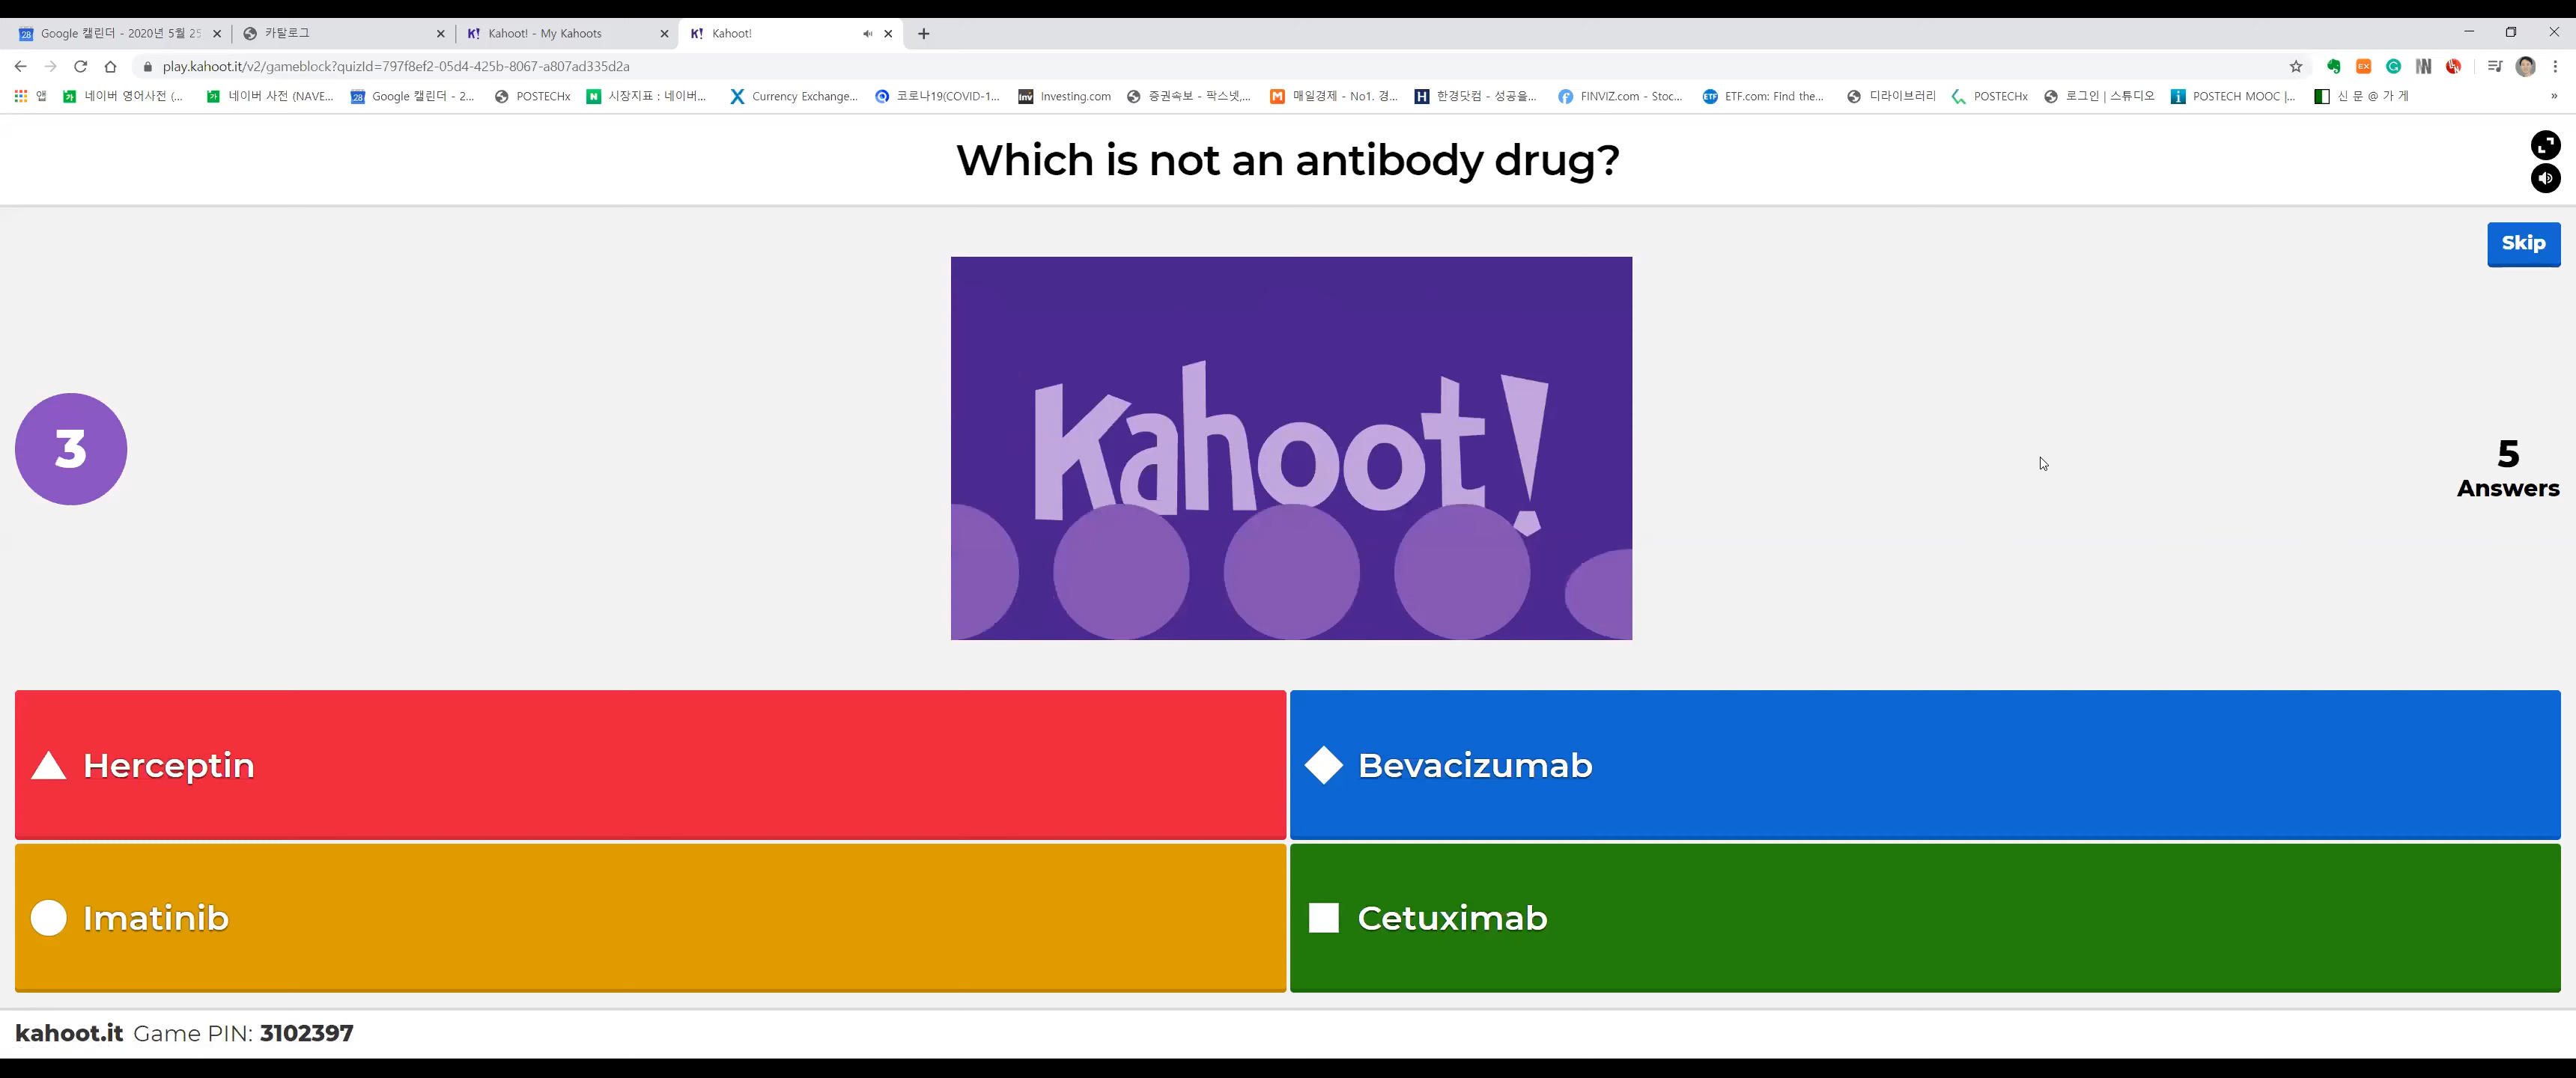 Google 캘린더 - 2020년 5월 25
카탈로그
Kahoot! - My Kahoots
Kahoot!
play.kahoot.it/v2/gameblock?quizId=797f8ef2-05d4-425b-8067-a807ad335d2a
앱 네이버 영어사전 (... 네이버 사전 (NAVE... Google 캘린더 - 2... POSTECHx 시장지표 : 네이버... Currency Exchange... 코로나19(COVID-1... Investing.com 증권속보 - 팍스넷,... 매일경제 - No1. 경... 한경닷컴 - 성공을... FINVIZ.com - Stoc... ETF.com: Find the... 디라이브러리 POSTECHx 로그인 | 스튜디오 POSTECH MOOC |... 신 문 @ 가 게 »
Which is not an antibody drug?
Skip
Kahoot!
3
5
Answers
Herceptin
Bevacizumab
Imatinib
Cetuximab
kahoot.it Game PIN: 3102397